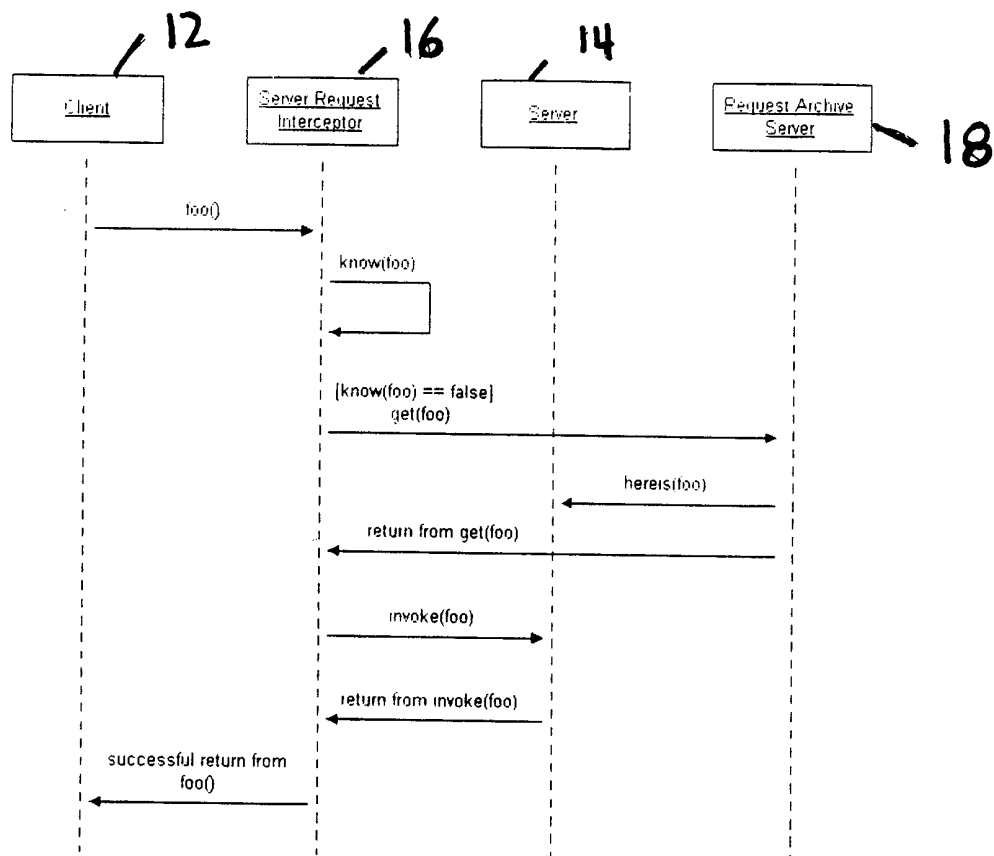 12
16
14
Client
Server Request
Interceptor
Server
Request Archive
Server
18
foo()
know(foo)
[know(foo) == false]
get(foo)
hereis(foo)
return from get(foo)
invoke(foo)
return from invoke(foo)
successful return from
foo()